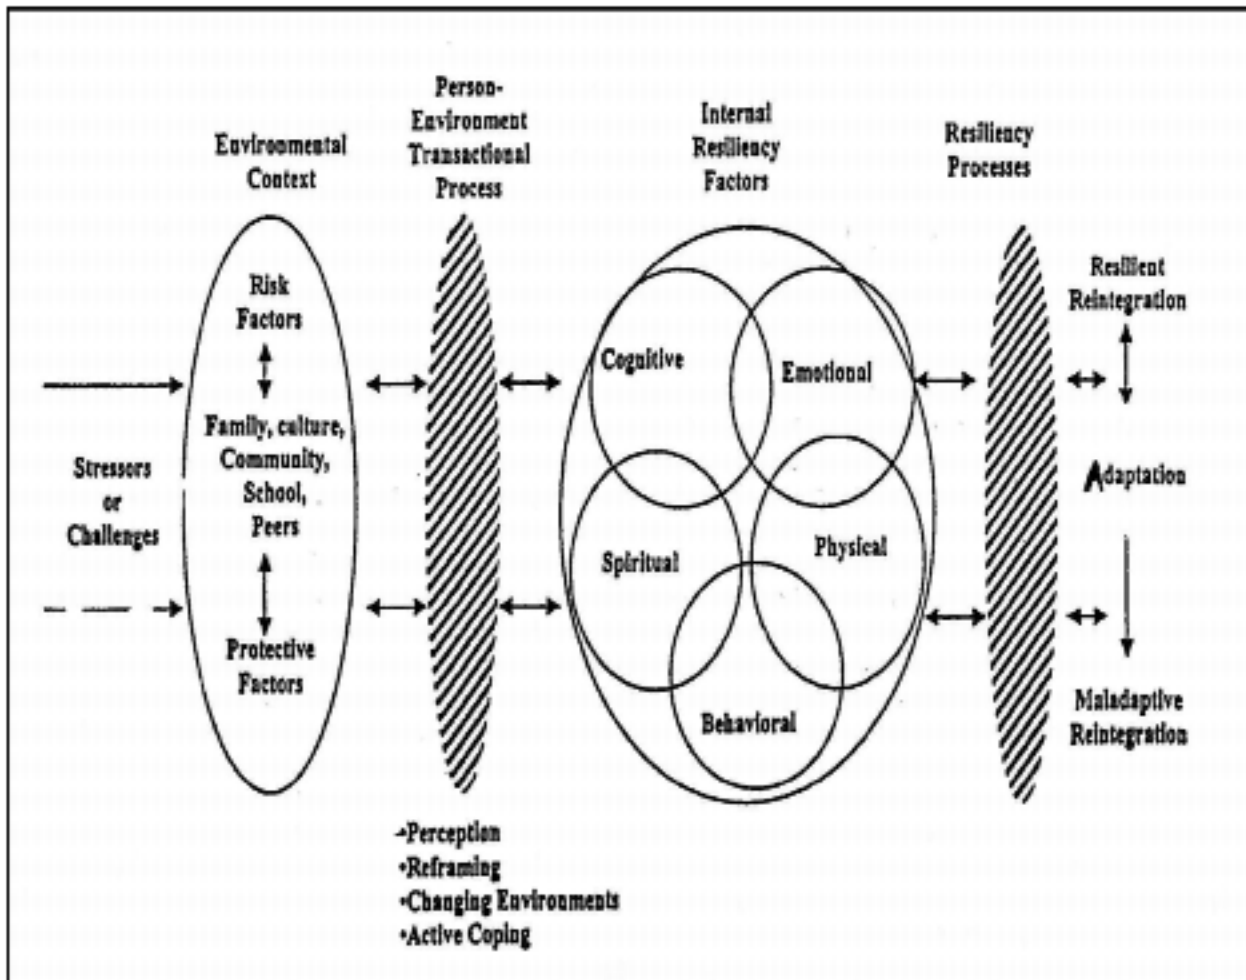 Environmental
Context
Person-
Environment
Transactional
Process
Internal
Resiliency
Factors
Resiliency
Processes
Stressors
or
Challenges
Risk
Factors
Family, culture,
Community,
School,
Peers
Protective
Factors
Cognitive
Emotional
Spiritual
Physical
Behavioral
Resilient
Reintegration
Adaptation
Maladaptive
Reintegration
•Perception
•Reframing
•Changing Environments
•Active Coping